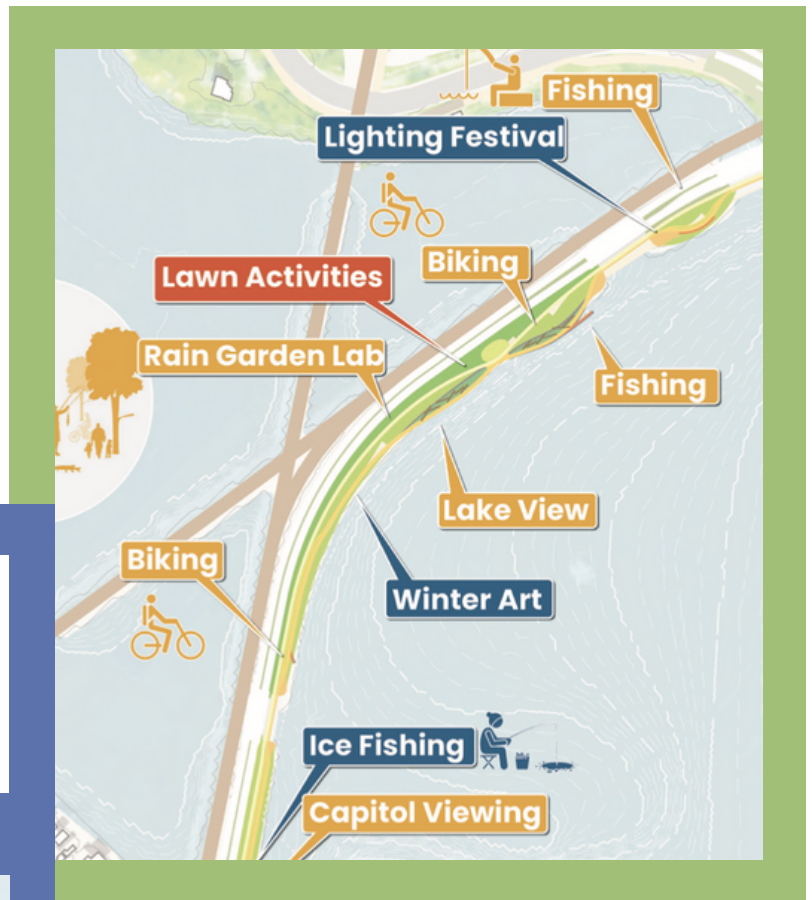 Fishing
Lighting Festival
Biking
Lawn Activities
Rain Garden Lab
Fishing
Lake View
Biking
Winter Art
Ice Fishing
Capitol Viewing